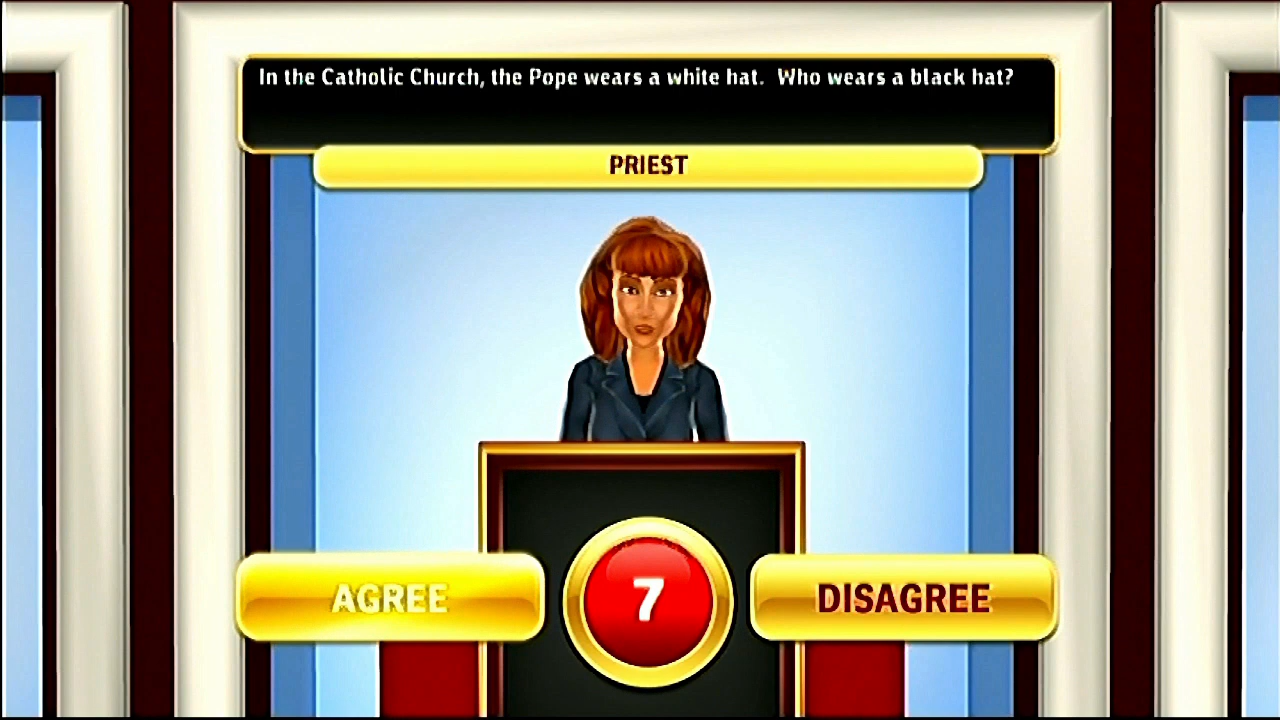 In the Catholic Church, the Pope wears a white hat.  Who wears a black hat?
PRIEST
AGREE
7
DISAGREE